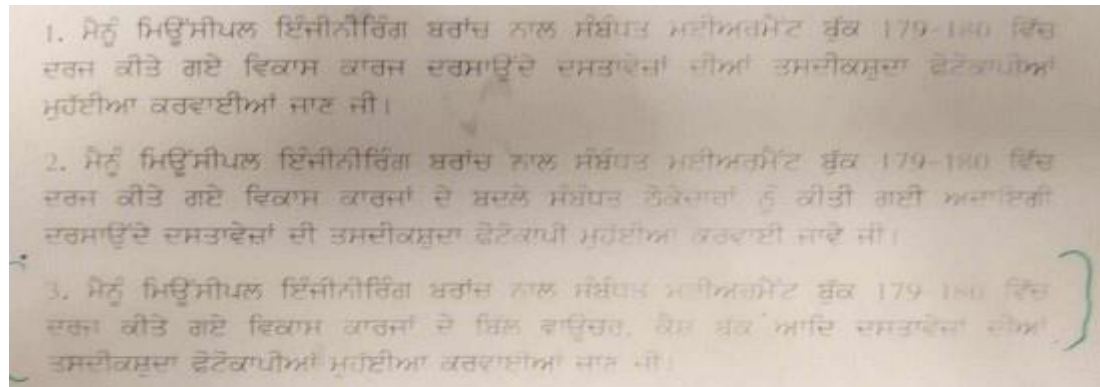 1. ਮੈਨੂੰ ਮਿਊਂਸੀਪਲ ਇੰਜੀਨੀਰਿੰਗ ਬਰਾਂਚ ਨਾਲ ਸੰਬੰਧਤ ਮਈਅਰਮੈਂਟ ਬੁੱਕ 179-180 ਵਿੱਚ
ਦਰਜ ਕੀਤੇ ਗਏ ਵਿਕਾਸ ਕਾਰਜ ਦਰਸਾਉਂਦੇ ਦਸਤਾਵੇਜ਼ਾਂ ਦੀਆਂ ਤਸਦੀਕਸ਼ੁਦਾ ਫੋਟੋਕਾਪੀਆਂ
ਮੁਹੱਈਆ ਕਰਵਾਈਆਂ ਜਾਣ ਜੀ।
2. ਮੈਨੂੰ ਮਿਊਂਸੀਪਲ ਇੰਜੀਨੀਰਿੰਗ ਬਰਾਂਚ ਨਾਲ ਸੰਬੰਧਤ ਮਈਅਰਮੈਂਟ ਬੁੱਕ 179-180 ਵਿੱਚ
ਦਰਜ ਕੀਤੇ ਗਏ ਵਿਕਾਸ ਕਾਰਜਾਂ ਦੇ ਬਦਲੇ ਸੰਬੰਧਤ ਠੇਕੇਦਾਰਾਂ ਨੂੰ ਕੀਤੀ ਗਈ ਅਦਾਇਗੀ
ਦਰਸਾਉਂਦੇ ਦਸਤਾਵੇਜ਼ਾਂ ਦੀ ਤਸਦੀਕਸ਼ੁਦਾ ਫੋਟੋਕਾਪੀ ਮੁਹੱਈਆ ਕਰਵਾਈ ਜਾਵੇ ਜੀ।
3. ਮੈਨੂੰ ਮਿਊਂਸੀਪਲ ਇੰਜੀਨੀਰਿੰਗ ਬਰਾਂਚ ਨਾਲ ਸੰਬੰਧਤ ਮਈਅਰਮੈਂਟ ਬੁੱਕ 179-180 ਵਿੱਚ
ਦਰਜ ਕੀਤੇ ਗਏ ਵਿਕਾਸ ਕਾਰਜਾਂ ਦੇ ਬਿਲ ਵਾਊਚਰ, ਕੈਸ਼ ਬੁੱਕ ਆਦਿ ਦਸਤਾਵੇਜ਼ਾਂ ਦੀਆਂ
ਤਸਦੀਕਸ਼ੁਦਾ ਫੋਟੋਕਾਪੀਆਂ ਮੁਹੱਈਆ ਕਰਵਾਈਆਂ ਜਾਣ ਜੀ।